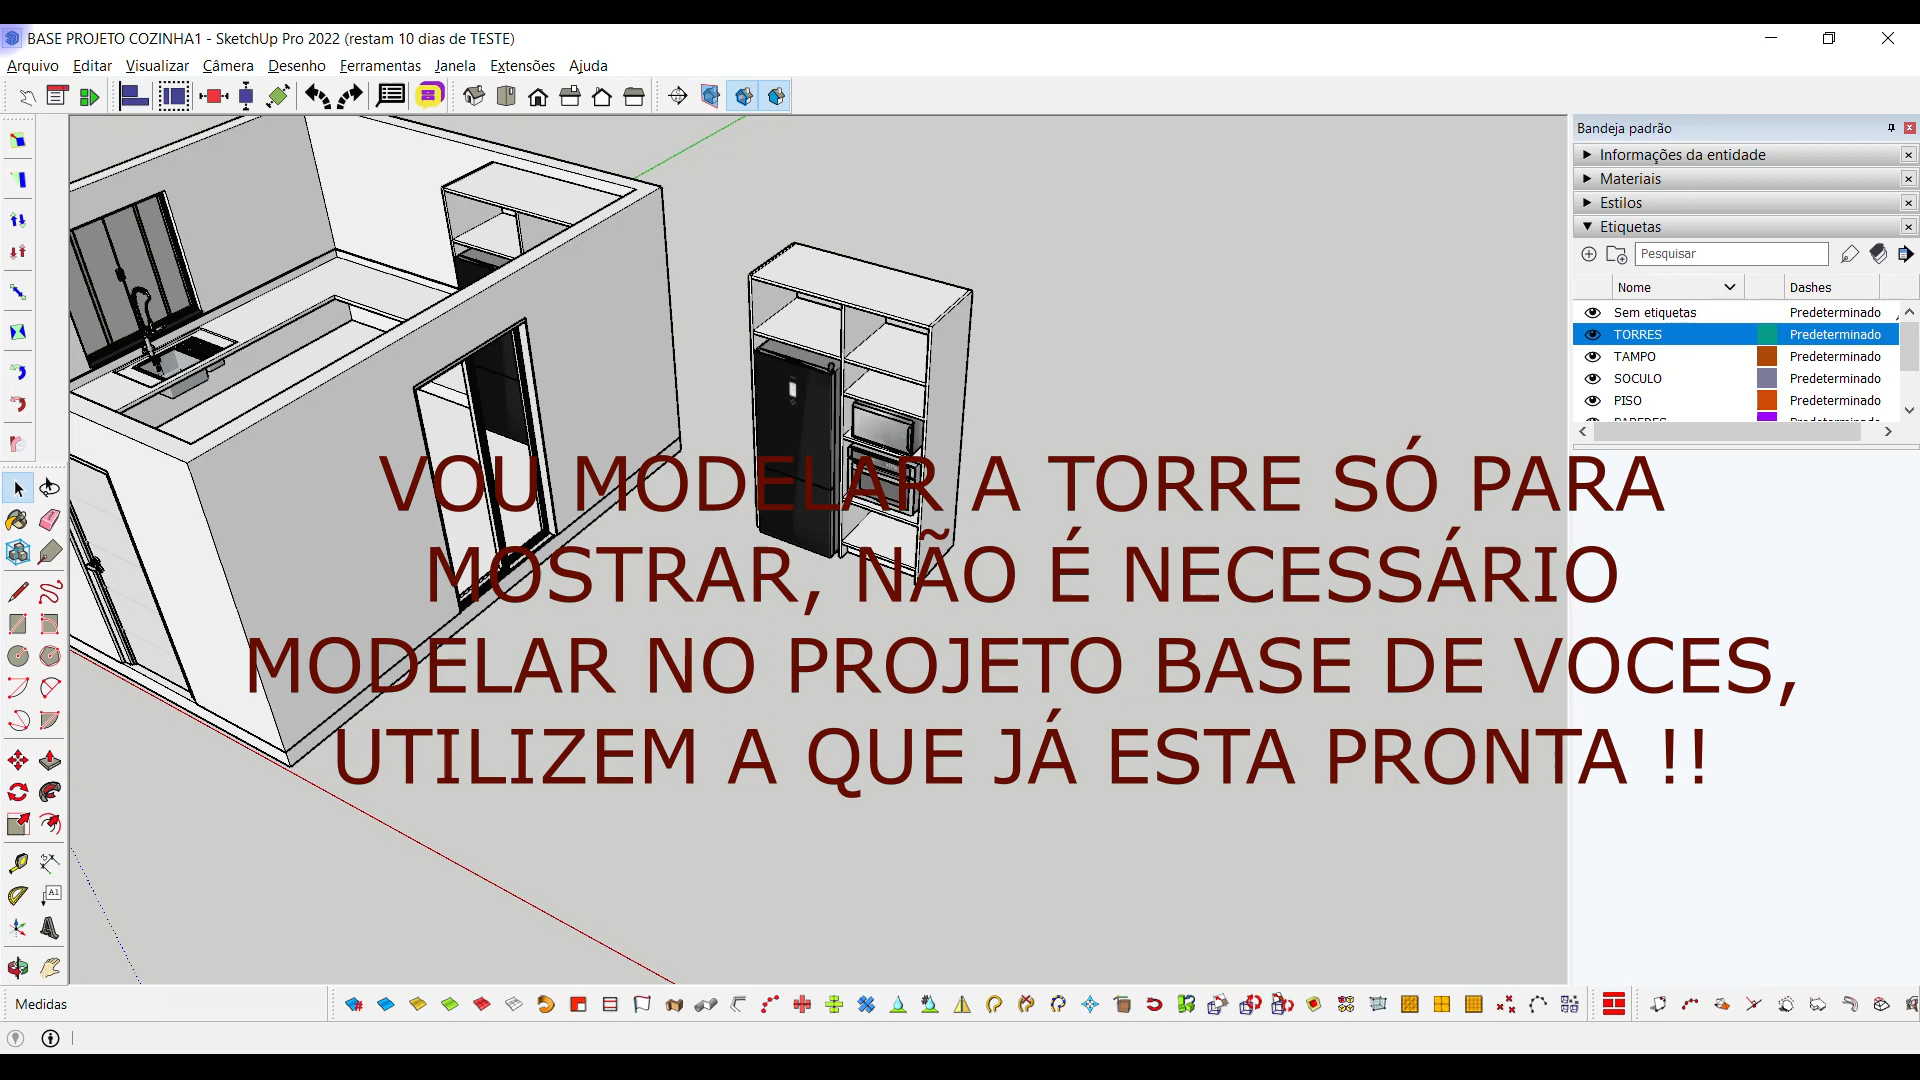 BASE PROJETO COZINHA1 - SketchUp Pro 2022 (restam 10 dias de TESTE)
Arquivo Editar Visualizar Câmera Desenho Ferramentas Janela Extensões Ajuda
Bandeja padrão
Informações da entidade
Materiais
Estilos
Etiquetas
Pesquisar
Nome Dashes
Sem etiquetas Predeterminado
TORRES Predeterminado
TAMPO Predeterminado
SOCULO Predeterminado
PISO Predeterminado
VOU MODELAR A TORRE SÓ PARA
MOSTRAR, NÃO É NECESSÁRIO
MODELAR NO PROJETO BASE DE VOCES,
UTILIZEM A QUE JÁ ESTA PRONTA !!
A1
Medidas